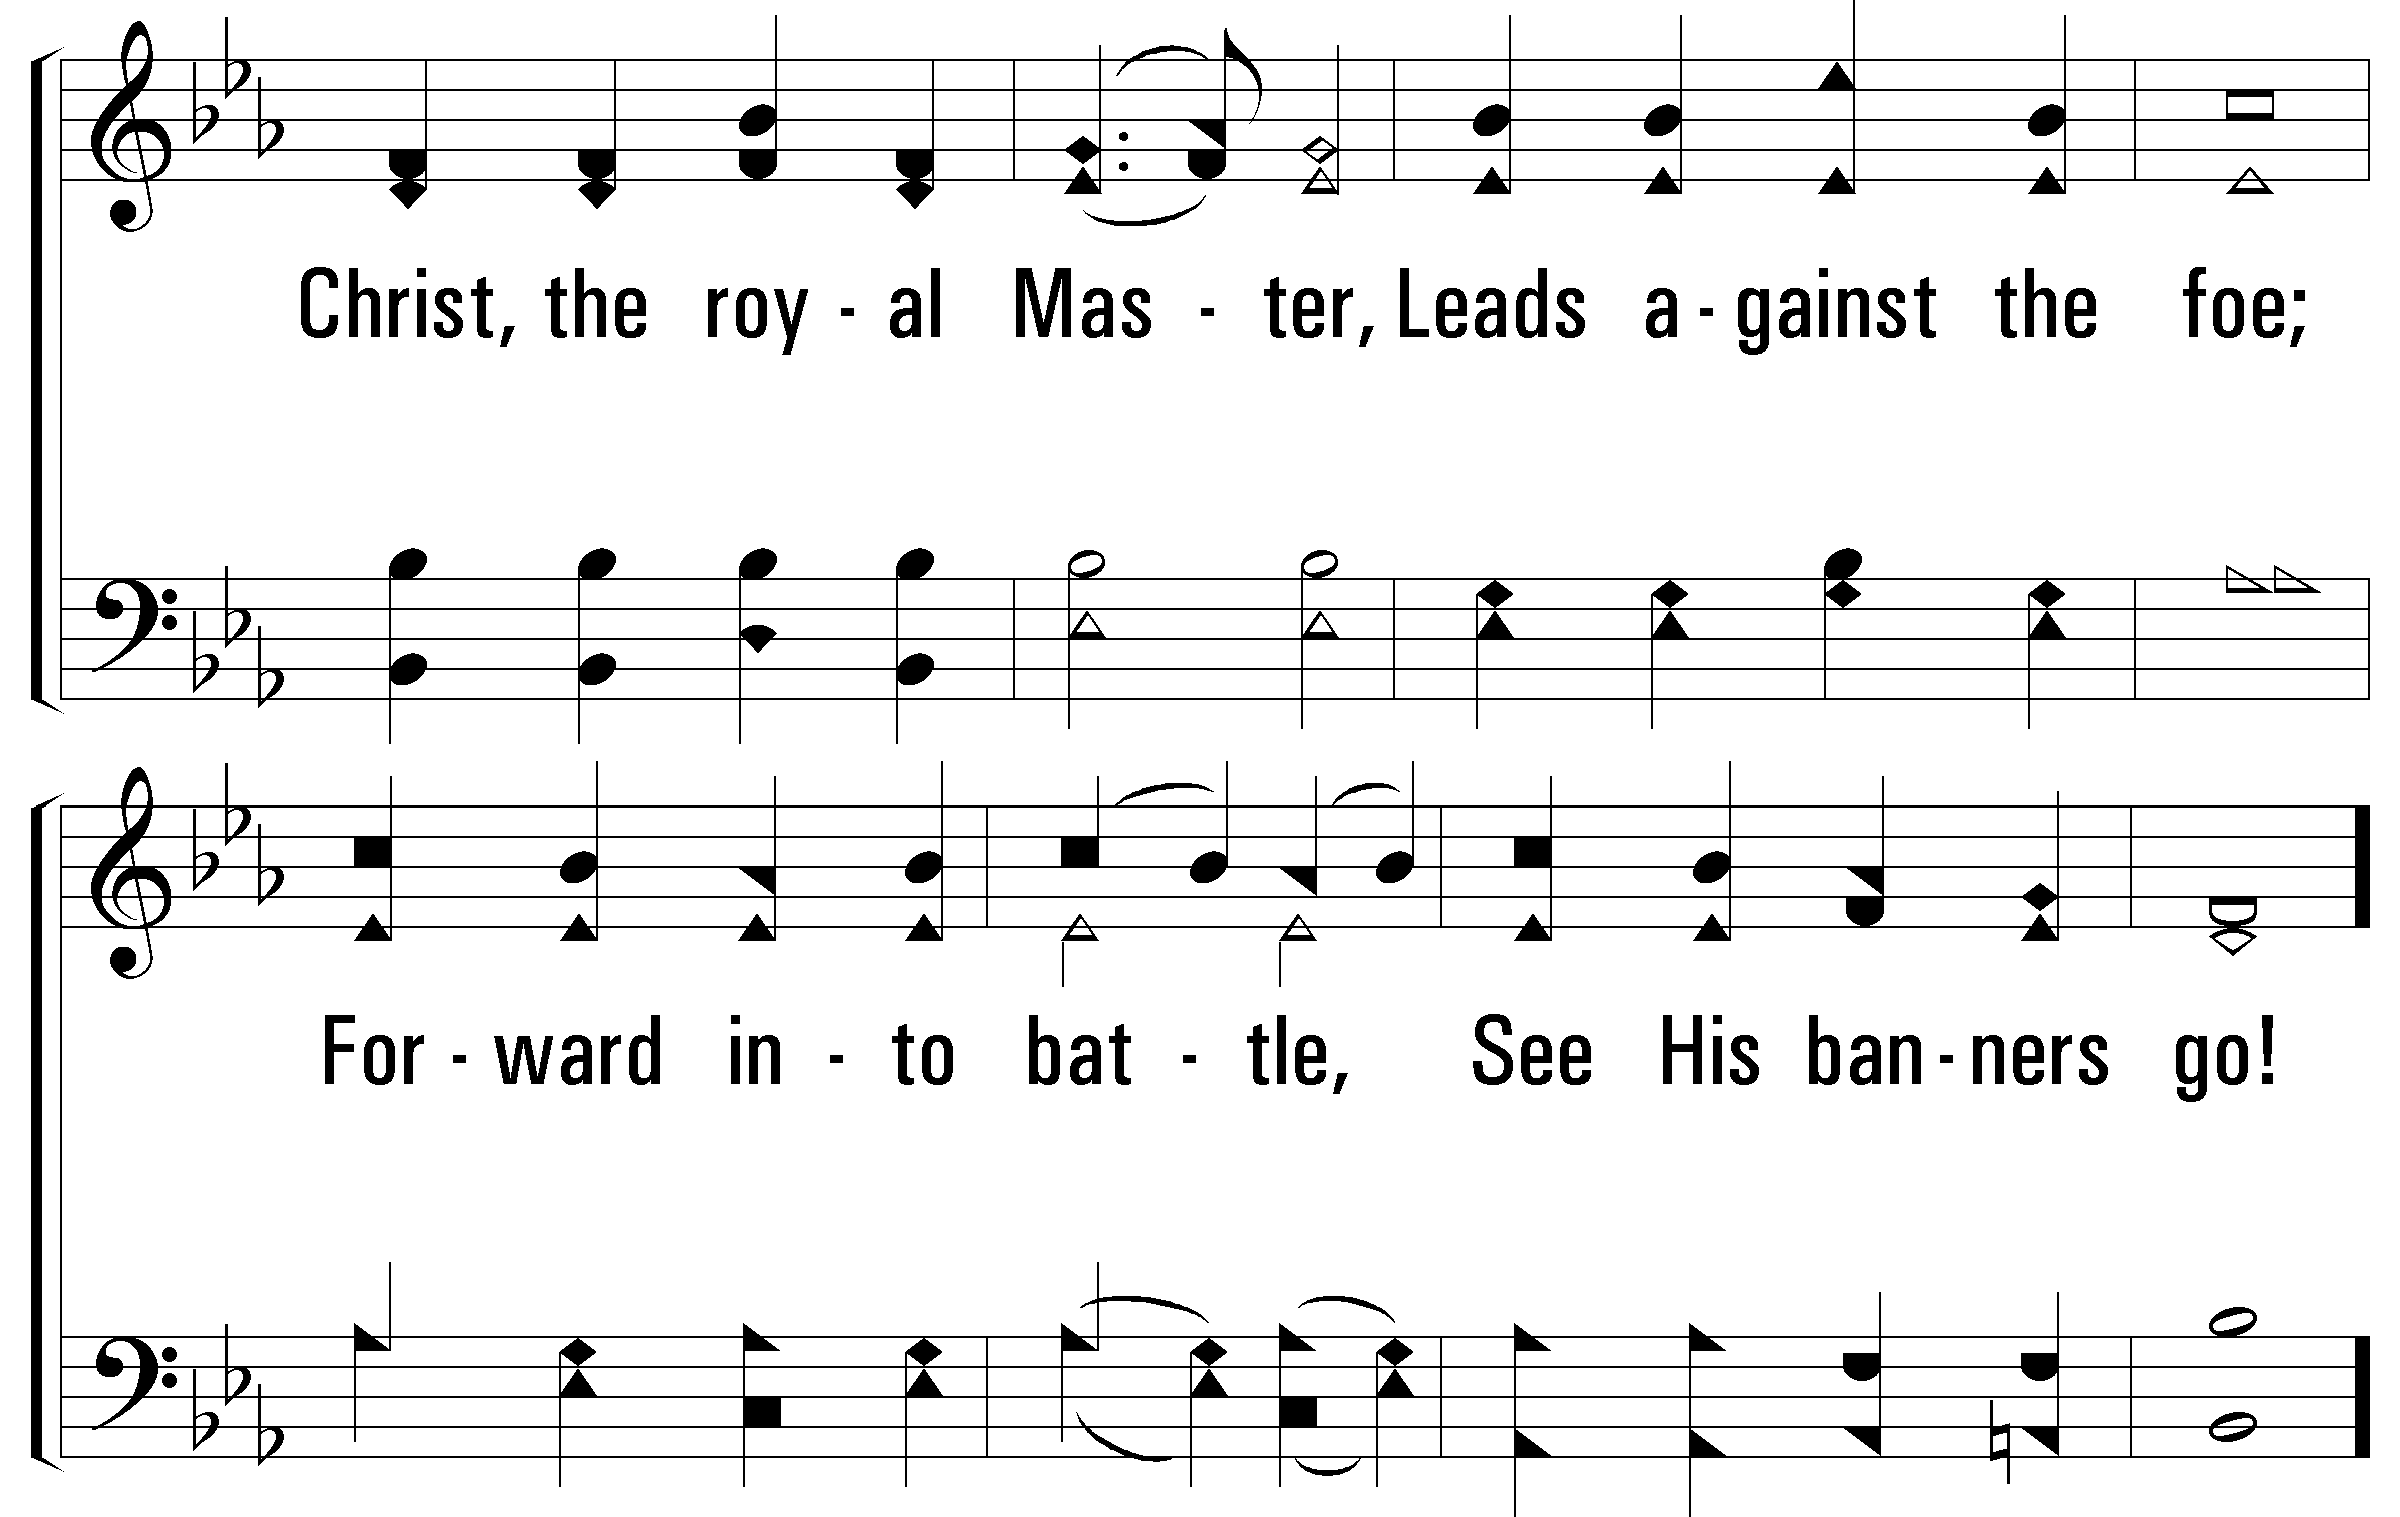 Christ, the roy - al Mas - ter, Leads a - gainst the foe;
For - ward in - to bat - tle, See His ban - ners go!